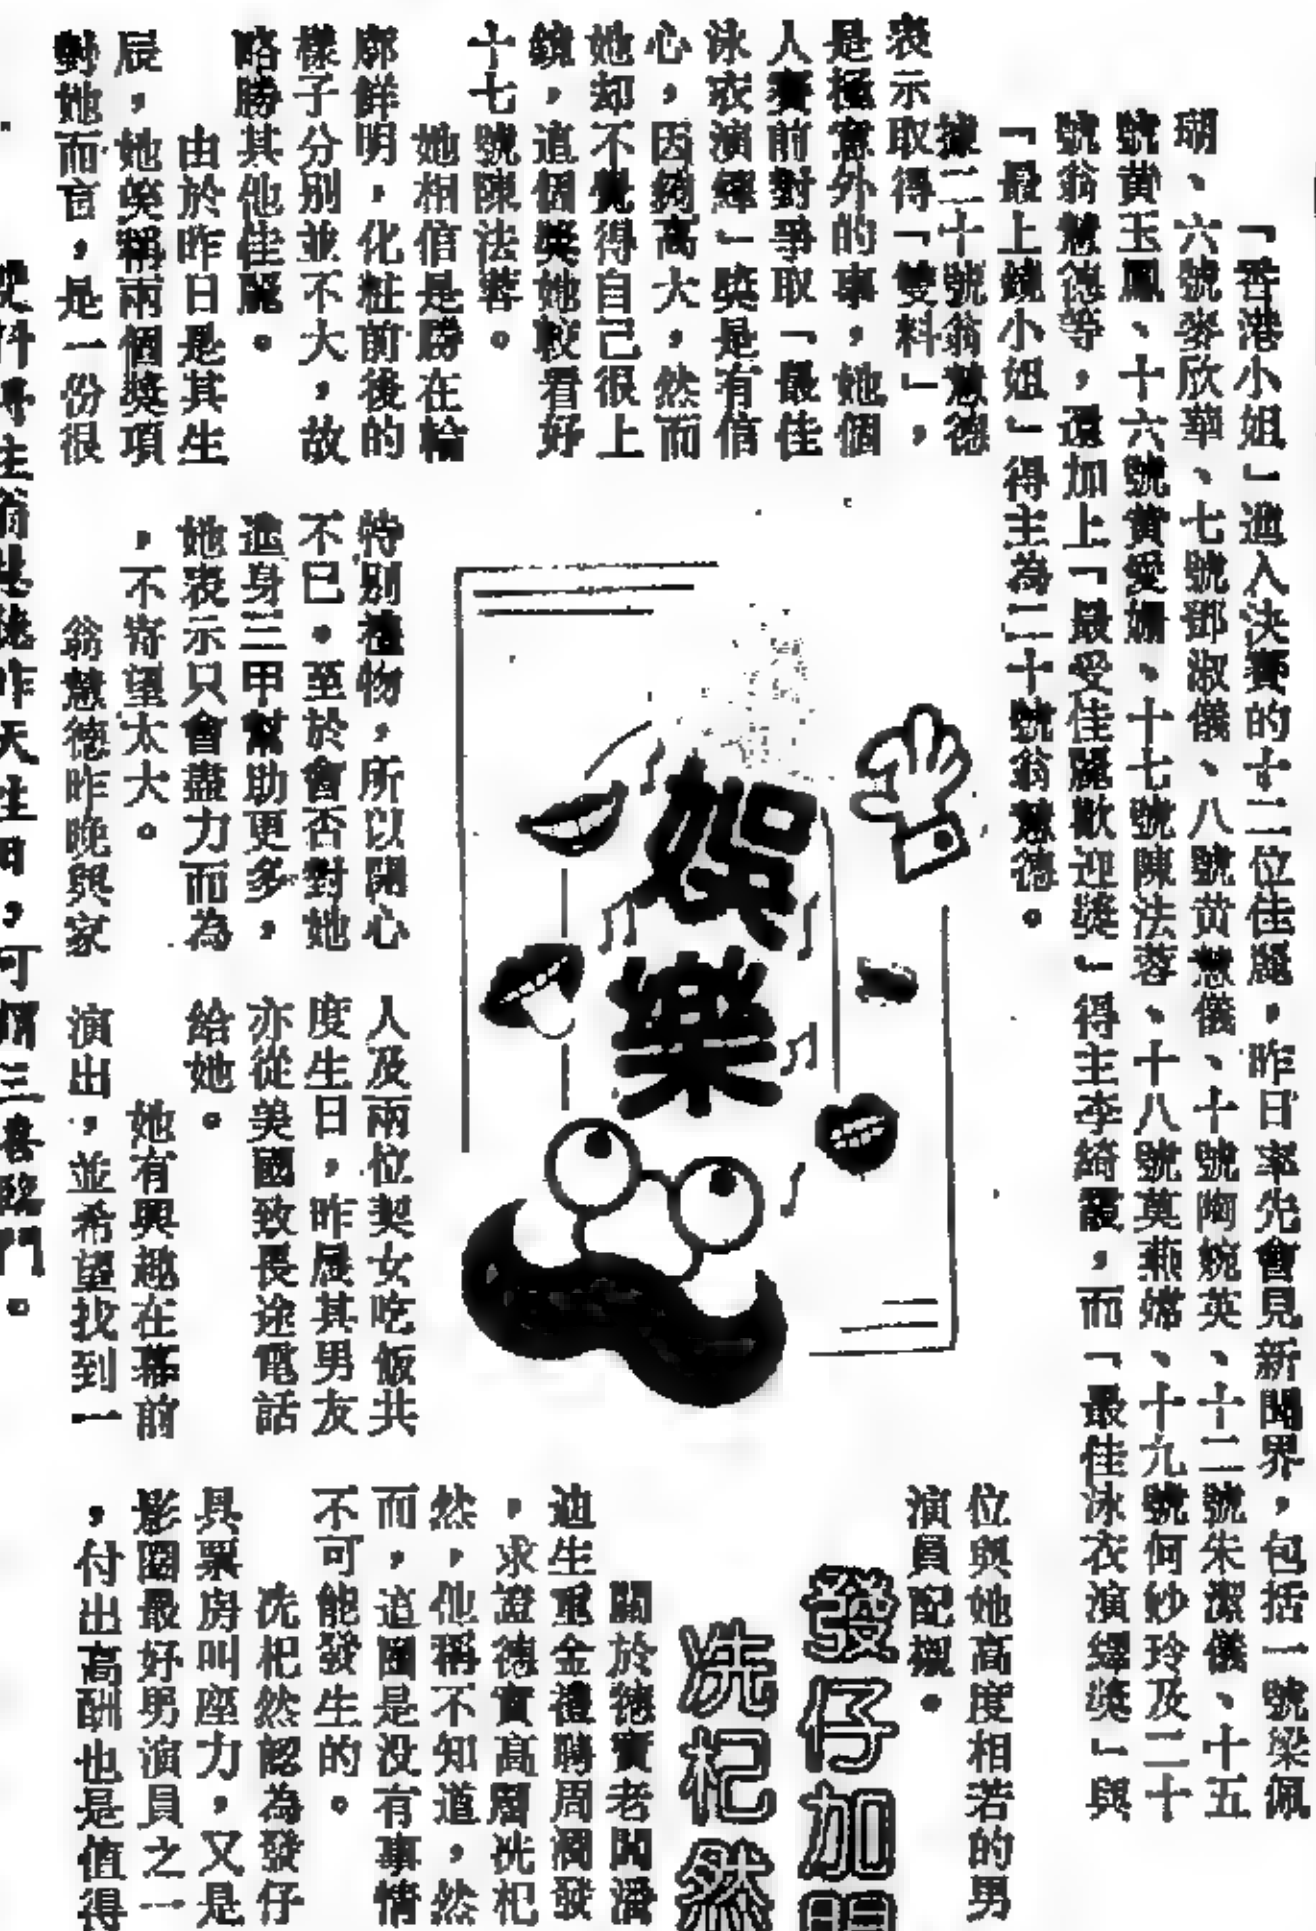 「香港小姐」進入決賽的十二位佳麗，昨日率先會見新聞界，包括一號梁珮
瑚、六號麥欣華、七號鄧淑儀、八號黃慧儀、十號陶婉英、十二號朱潔儀、十五
號黃玉鳳、十六號黃愛姍、十七號陳法蓉、十八號莫燕嫦、十九號何妙玲及二十
號翁慧德等，還加上「最受佳麗歡迎獎」得主李綺霞，而「最佳泳衣演繹獎」與
「最上鏡小姐」得主為二十號翁慧德。
據二十號翁慧德
表示取得「雙料」，
是極意外的事，她個
人賽前對爭取「最佳
泳衣演繹」獎是有信
心，因夠高大，然而
她却不覺得自己很上
鏡，這個獎她較看好
十七號陳法蓉。
她相信是勝在輪
廓鮮明，化粧前後的
樣子分別並不大，故
略勝其他佳麗。
由於昨日是其生
辰，她笑稱兩個獎項
對她而言，是一份很
特別禮物，所以開心
不已。至於會否對她
進身三甲幫助更多，
她表示只會盡力而為
，不寄望太大。
翁慧德昨晚與家
人及兩位契女吃飯共
度生日，昨晨其男友
亦從美國致長途電話
給她。
她有興趣在幕前
演出，並希望找到一
位與她高度相若的男
演員配襯。
娛樂
發仔加
冼杞然
關於德寶老闆潘
迪生重金禮聘周潤發
，求證德寶高層冼杞
然，他稱不知道，然
而，這圈是没有事情
不可能發生的。
冼杞然認為發仔
具票房叫座力，又是
影圈最好男演員之一
，付出高酬也是值得
主翁慧德昨天生日，可謂三喜臨門。